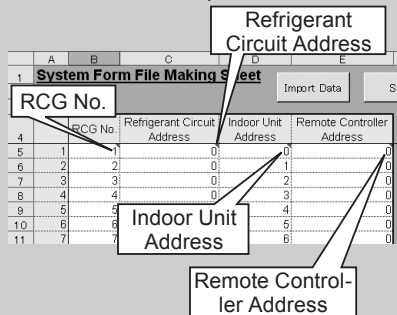 Refrigerant
Circuit Address
A B C D E
1 System Form File Making Sheet
Import Data S
RCG No.
4 RCG No. Refrigerant Circuit Address Indoor Unit Address Remote Controller Address
5 1 1 0 0 0
6 2 2 0 1 0
7 3 3 0 2 0
8 4 4 0 3 0
9 5 5 4 0
10 6 6 5 0
11 7 7 6 0
Indoor Unit
Address
Remote Control-
ler Address